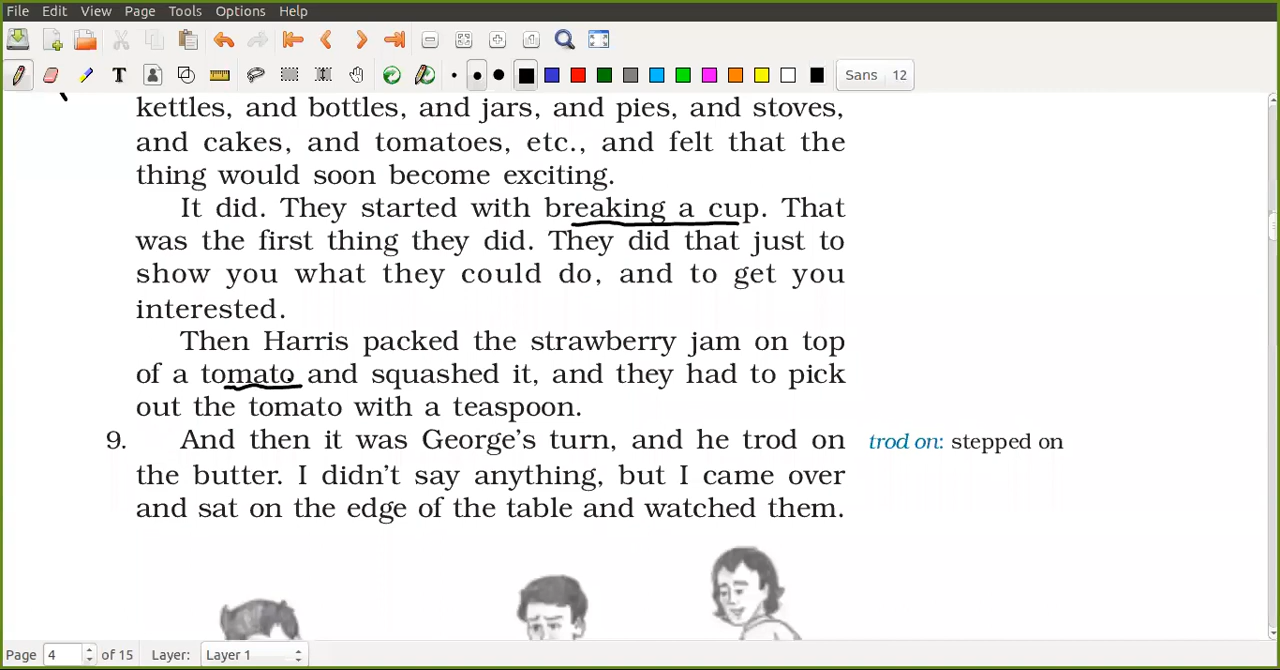 File Edit View Page Tools Options Help
Sans 12
kettles, and bottles, and jars, and pies, and stoves,
and cakes, and tomatoes, etc., and felt that the
thing would soon become exciting.
It did. They started with breaking a cup. That
was the first thing they did. They did that just to
show you what they could do, and to get you
interested.
Then Harris packed the strawberry jam on top
of a tomato and squashed it, and they had to pick
out the tomato with a teaspoon.
9. And then it was George's turn, and he trod on
trod on: stepped on
the butter. I didn't say anything, but I came over
and sat on the edge of the table and watched them.
Page 4 of 15 Layer: Layer 1